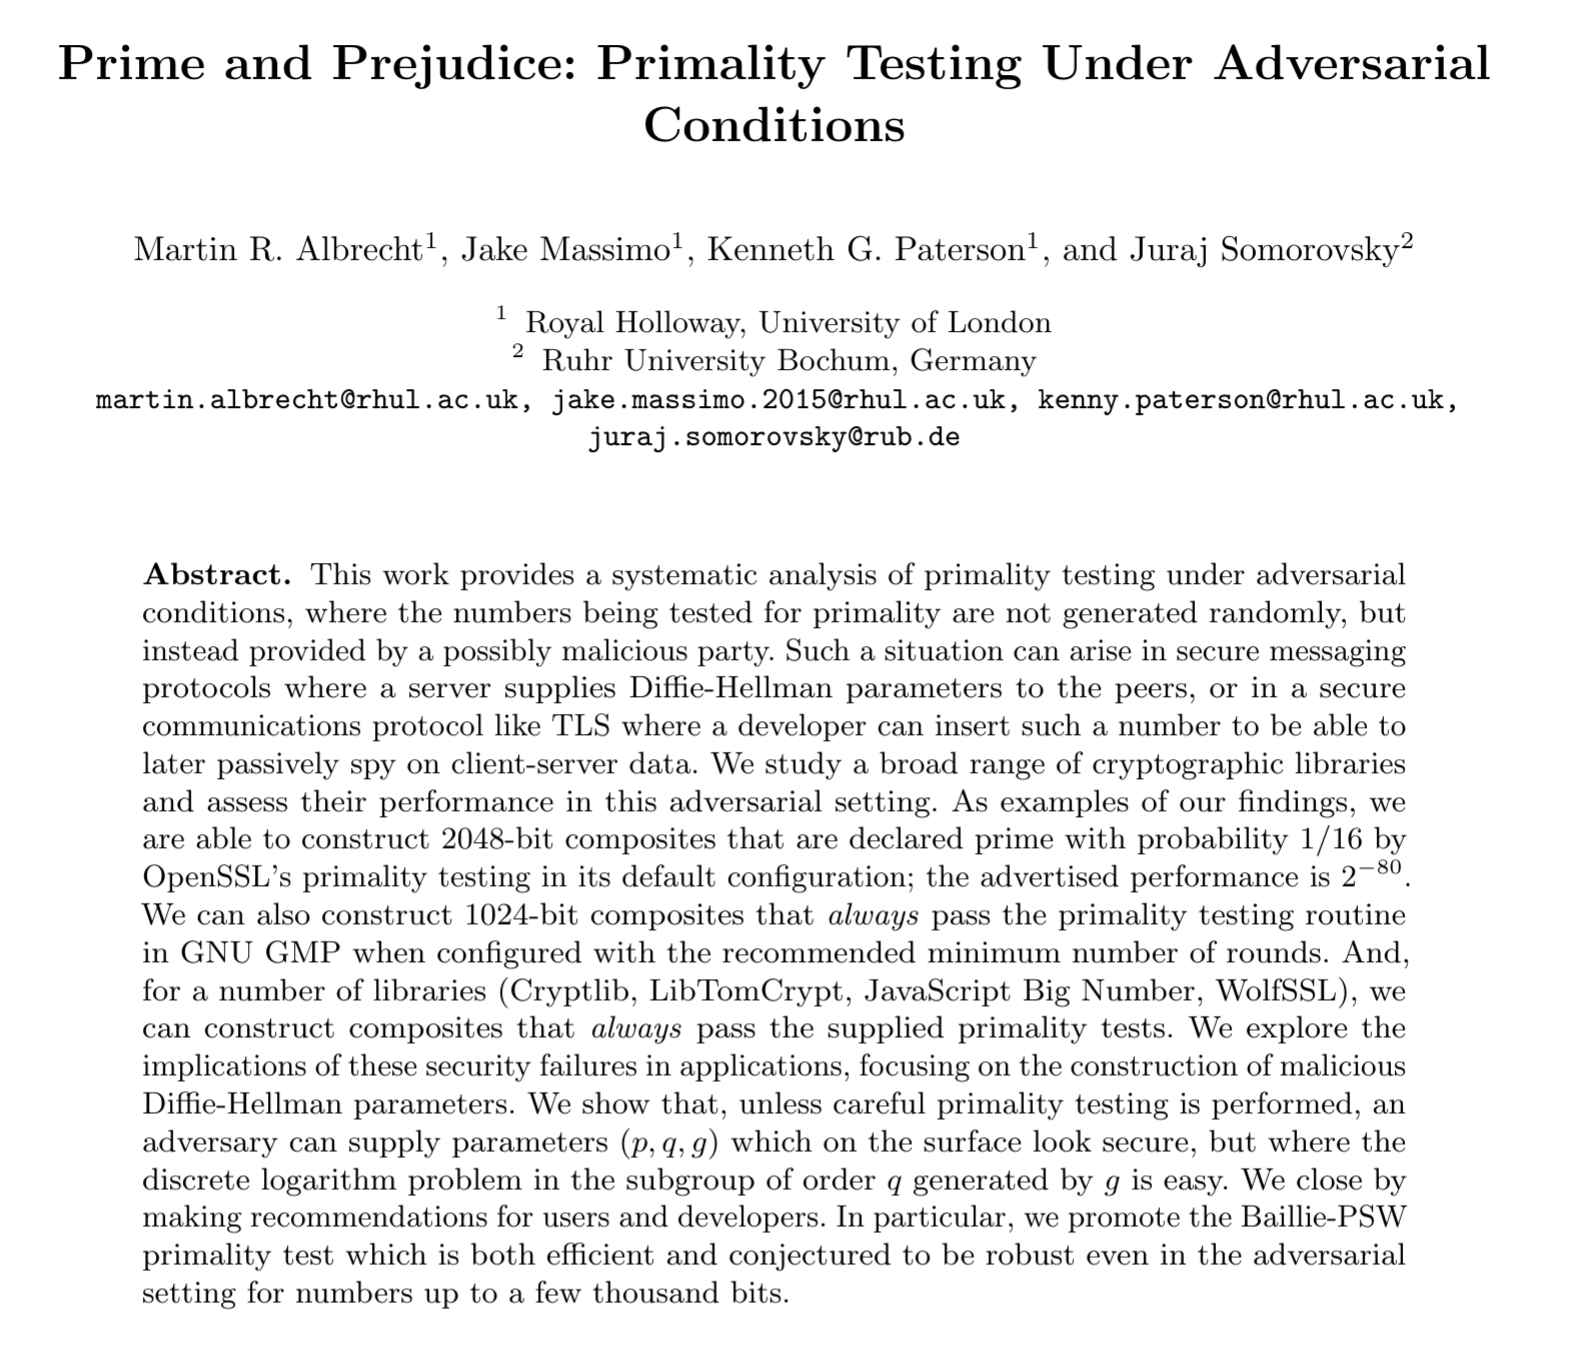 Prime and Prejudice: Primality Testing Under Adversarial
Conditions
Martin R. Albrecht¹, Jake Massimo¹, Kenneth G. Paterson¹, and Juraj Somorovsky²
¹ Royal Holloway, University of London
² Ruhr University Bochum, Germany
martin.albrecht@rhul.ac.uk, jake.massimo.2015@rhul.ac.uk, kenny.paterson@rhul.ac.uk,
juraj.somorovsky@rub.de
Abstract. This work provides a systematic analysis of primality testing under adversarial
conditions, where the numbers being tested for primality are not generated randomly, but
instead provided by a possibly malicious party. Such a situation can arise in secure messaging
protocols where a server supplies Diffie-Hellman parameters to the peers, or in a secure
communications protocol like TLS where a developer can insert such a number to be able to
later passively spy on client-server data. We study a broad range of cryptographic libraries
and assess their performance in this adversarial setting. As examples of our findings, we
are able to construct 2048-bit composites that are declared prime with probability 1/16 by
OpenSSL's primality testing in its default configuration; the advertised performance is 2⁻⁸⁰.
We can also construct 1024-bit composites that always pass the primality testing routine
in GNU GMP when configured with the recommended minimum number of rounds. And,
for a number of libraries (Cryptlib, LibTomCrypt, JavaScript Big Number, WolfSSL), we
can construct composites that always pass the supplied primality tests. We explore the
implications of these security failures in applications, focusing on the construction of malicious
Diffie-Hellman parameters. We show that, unless careful primality testing is performed, an
adversary can supply parameters (p, q, g) which on the surface look secure, but where the
discrete logarithm problem in the subgroup of order q generated by g is easy. We close by
making recommendations for users and developers. In particular, we promote the Baillie-PSW
primality test which is both efficient and conjectured to be robust even in the adversarial
setting for numbers up to a few thousand bits.